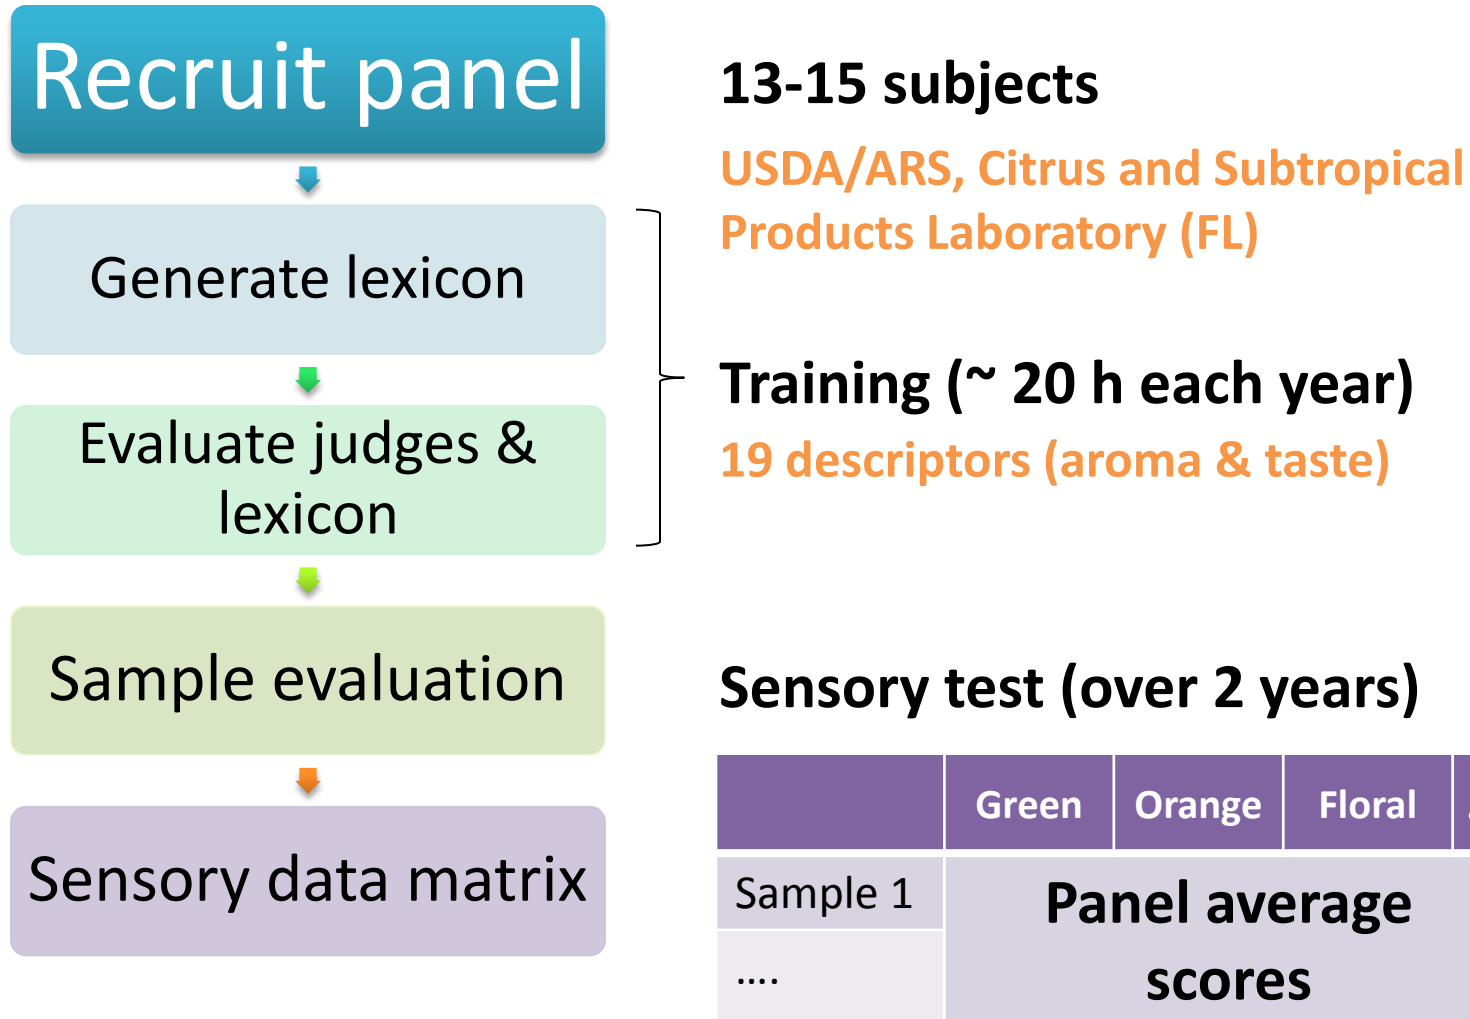 Recruit panel
13-15 subjects
USDA/ARS, Citrus and Subtropical
Products Laboratory (FL)
Generate lexicon
Evaluate judges &
lexicon
Training (~ 20 h each year)
19 descriptors (aroma & taste)
Sample evaluation
Sensory test (over 2 years)
Sensory data matrix
Green Orange Floral
Sample 1
Panel average
scores
....